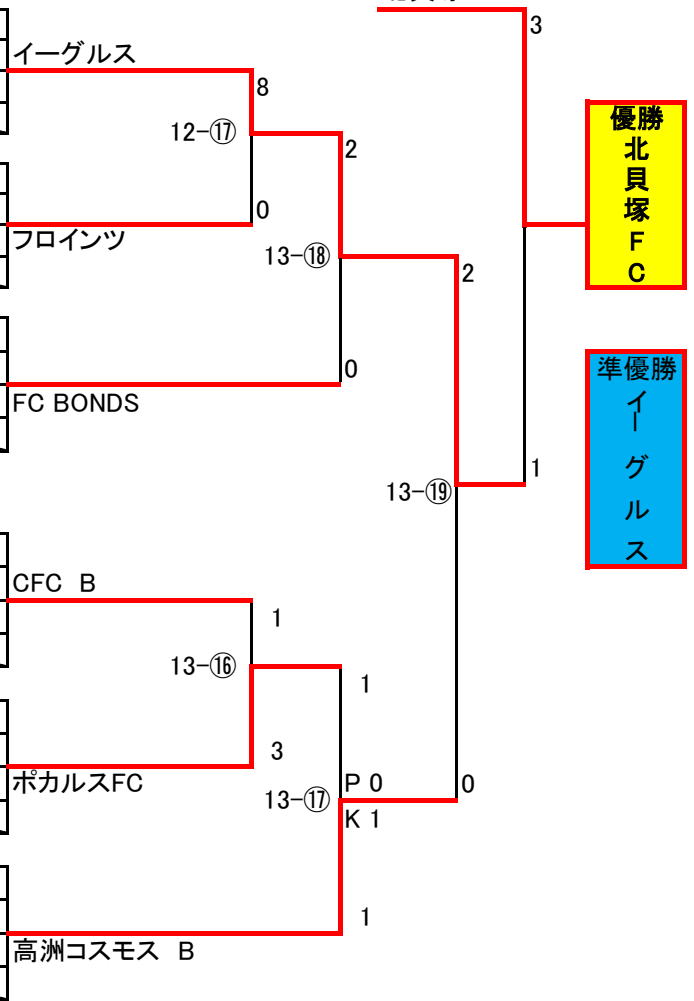 3
イーグルス
8
12-⑰
2
0
フロインツ
13-⑱
2
0
FC BONDS
優勝
北
貝
塚
F
C
準優勝
イ
ー
グ
ル
ス
1
13-⑲
CFC B
1
13-⑯
1
3
ポカルスFC
13-⑰
P 0
K 1
0
1
高洲コスモス B